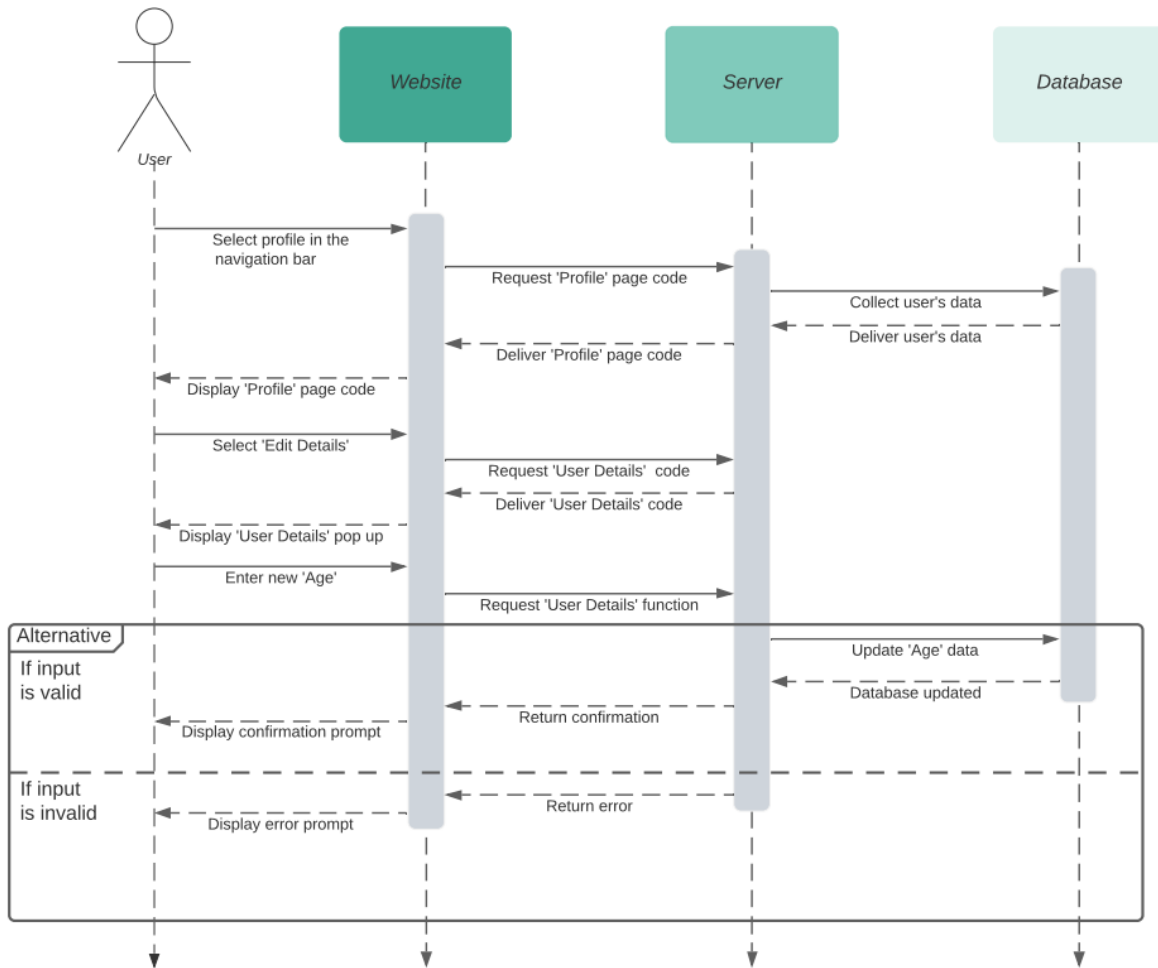 User
Website
Server
Database
Select profile in the
navigation bar
Request 'Profile' page code
Collect user's data
Deliver user's data
Deliver 'Profile' page code
Display 'Profile' page code
Select 'Edit Details'
Request 'User Details'  code
Deliver 'User Details' code
Display 'User Details' pop up
Enter new 'Age'
Request 'User Details' function
Alternative
If input
is valid
Update 'Age' data
Database updated
Return confirmation
Display confirmation prompt
If input
is invalid
Return error
Display error prompt